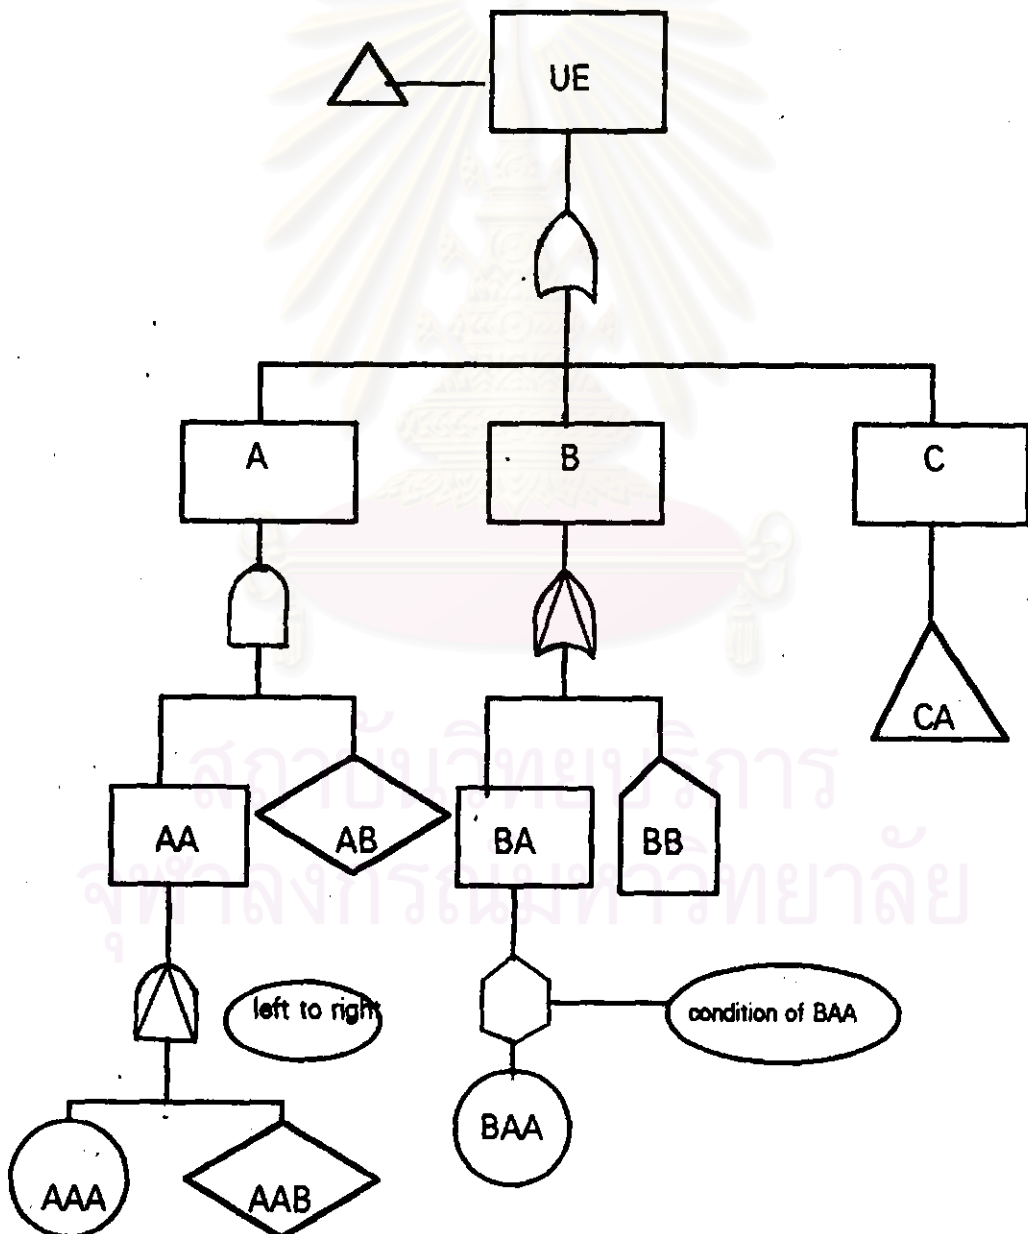 UE
A
B
C
CA
AA
AB
BA
BB
สถาบันวิทยบริการ
จุฬาลงกรณ์มหาวิทยาลัย
left to right
condition of BAA
BAA
AAA
AAB